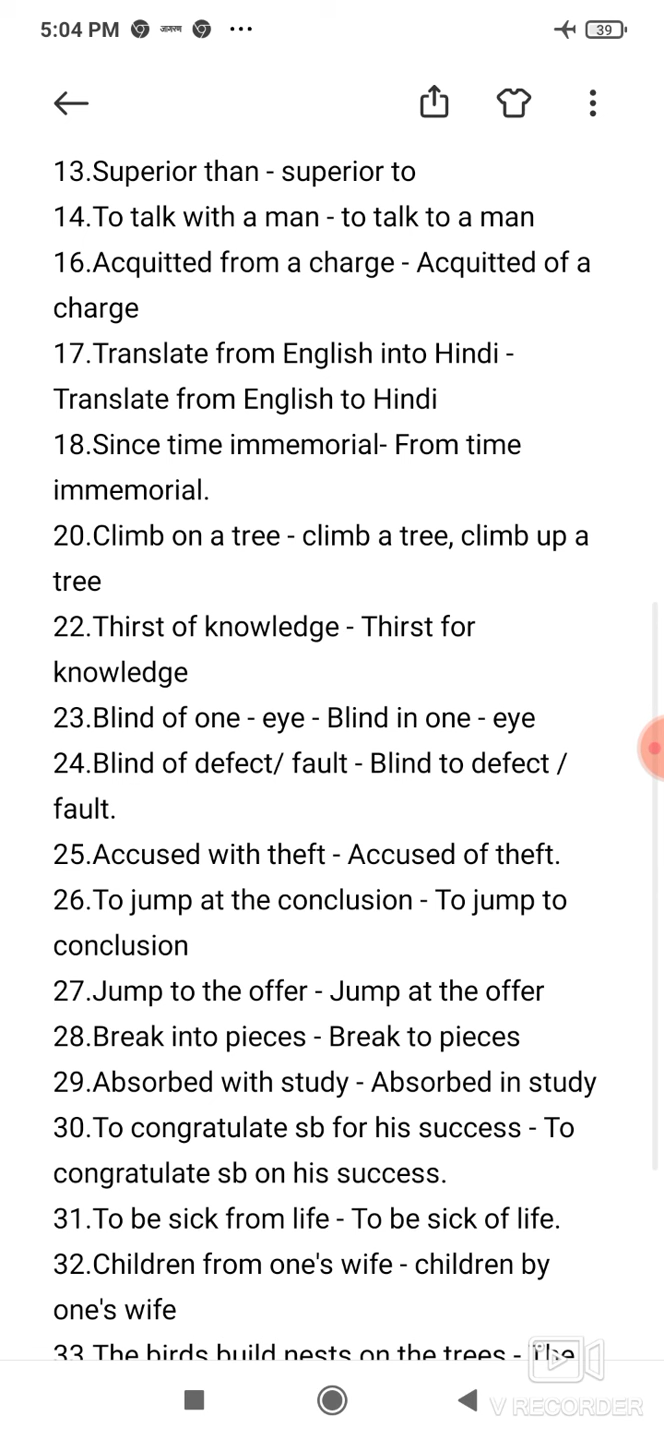 5:04 PM जागरण 39
13.Superior than - superior to
14.To talk with a man - to talk to a man
16.Acquitted from a charge - Acquitted of a
charge
17.Translate from English into Hindi -
Translate from English to Hindi
18.Since time immemorial- From time
immemorial.
20.Climb on a tree - climb a tree, climb up a
tree
22.Thirst of knowledge - Thirst for
knowledge
23.Blind of one - eye - Blind in one - eye
24.Blind of defect/ fault - Blind to defect /
fault.
25.Accused with theft - Accused of theft.
26.To jump at the conclusion - To jump to
conclusion
27.Jump to the offer - Jump at the offer
28.Break into pieces - Break to pieces
29.Absorbed with study - Absorbed in study
30.To congratulate sb for his success - To
congratulate sb on his success.
31.To be sick from life - To be sick of life.
32.Children from one's wife - children by
one's wife
33.The birds build nests on the trees - The
V RECORDER